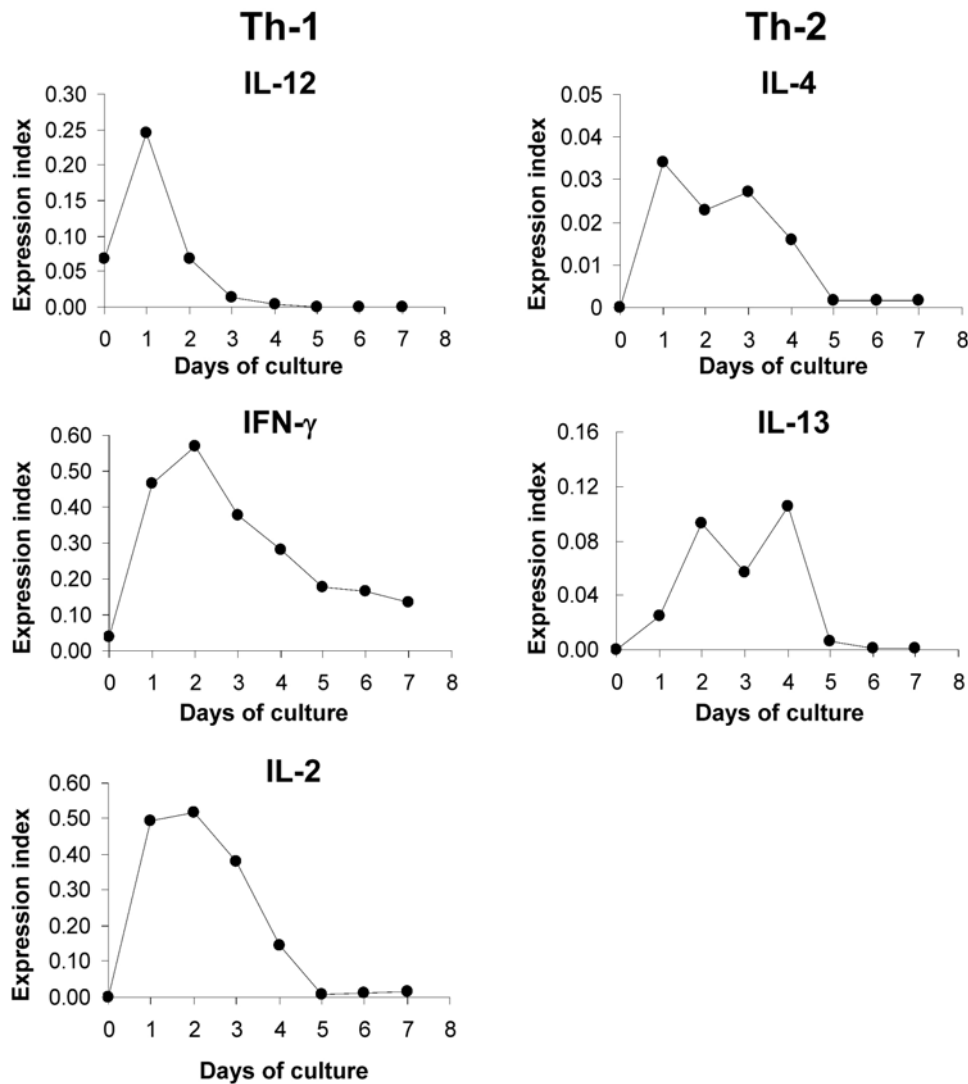 Th-1
Th-2
IL-12
Expression index
0.30
0.25
0.20
0.15
0.10
0.05
0.00
0 1 2 3 4 5 6 7 8
Days of culture
IL-4
Expression index
0.05
0.04
0.03
0.02
0.01
0
0 1 2 3 4 5 6 7 8
Days of culture
IFN-γ
Expression index
0.60
0.50
0.40
0.30
0.20
0.10
0.00
0 1 2 3 4 5 6 7 8
Days of culture
IL-13
Expression index
0.16
0.12
0.08
0.04
0.00
0 1 2 3 4 5 6 7 8
Days of culture
IL-2
Expression index
0.60
0.50
0.40
0.30
0.20
0.10
0.00
0 1 2 3 4 5 6 7 8
Days of culture